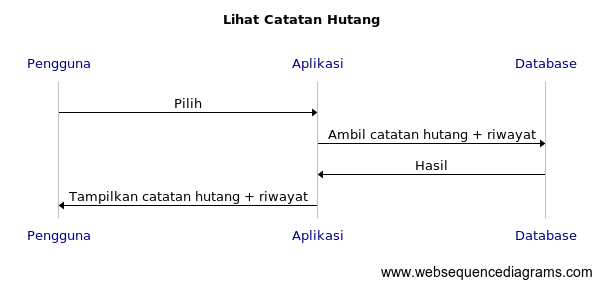 Lihat Catatan Hutang
Pengguna Aplikasi Database
Pilih
Ambil catatan hutang + riwayat
Hasil
Tampilkan catatan hutang + riwayat
Pengguna Aplikasi Database
www.websequencediagrams.com